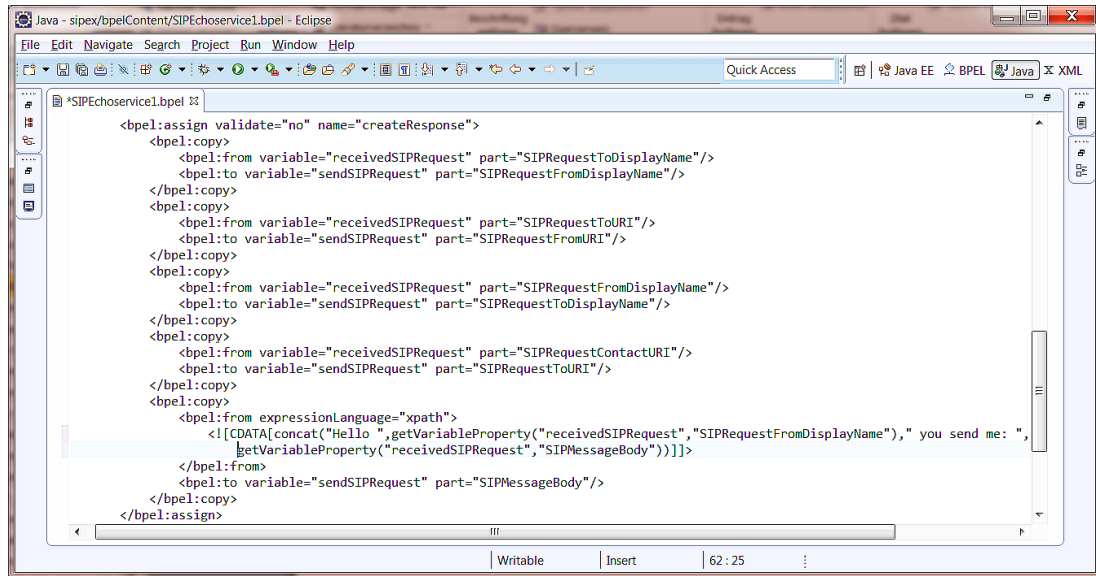 Java - sipex/bpelContent/SIPEchoservice1.bpel - Eclipse
File Edit Navigate Search Project Run Window Help
Quick Access Java EE BPEL Java X XML
*SIPEchoservice1.bpel
<bpel:assign validate="no" name="createResponse">
<bpel:copy>
<bpel:from variable="receivedSIPRequest" part="SIPRequestToDisplayName"/>
<bpel:to variable="sendSIPRequest" part="SIPRequestFromDisplayName"/>
</bpel:copy>
<bpel:copy>
<bpel:from variable="receivedSIPRequest" part="SIPRequestToURI"/>
<bpel:to variable="sendSIPRequest" part="SIPRequestFromURI"/>
</bpel:copy>
<bpel:copy>
<bpel:from variable="receivedSIPRequest" part="SIPRequestFromDisplayName"/>
<bpel:to variable="sendSIPRequest" part="SIPRequestToDisplayName"/>
</bpel:copy>
<bpel:copy>
<bpel:from variable="receivedSIPRequest" part="SIPRequestContactURI"/>
<bpel:to variable="sendSIPRequest" part="SIPRequestToURI"/>
</bpel:copy>
<bpel:copy>
<bpel:from expressionLanguage="xpath">
<![CDATA[concat("Hello ",getVariableProperty("receivedSIPRequest","SIPRequestFromDisplayName")," you send me: ",
getVariableProperty("receivedSIPRequest","SIPMessageBody"))]]>
</bpel:from>
<bpel:to variable="sendSIPRequest" part="SIPMessageBody"/>
</bpel:copy>
</bpel:assign>
Writable Insert 62 : 25